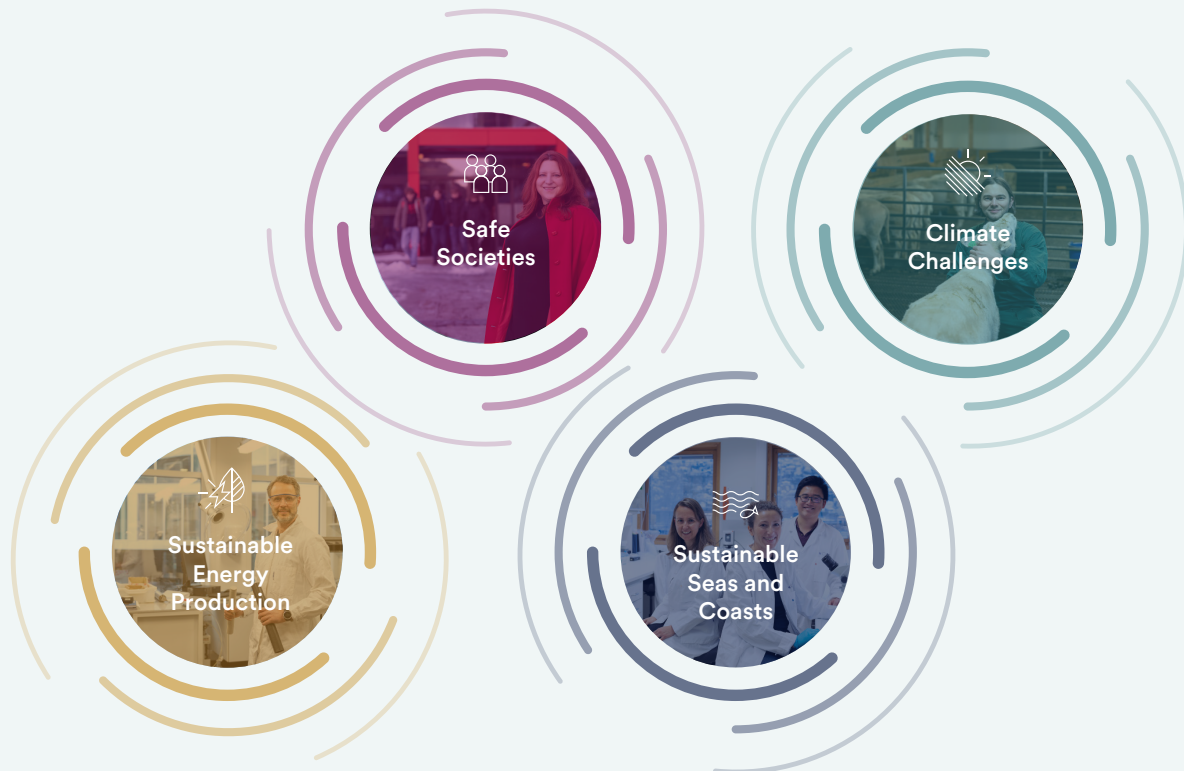 Safe
Societies
Climate
Challenges
Sustainable
Energy
Production
Sustainable
Seas and
Coasts